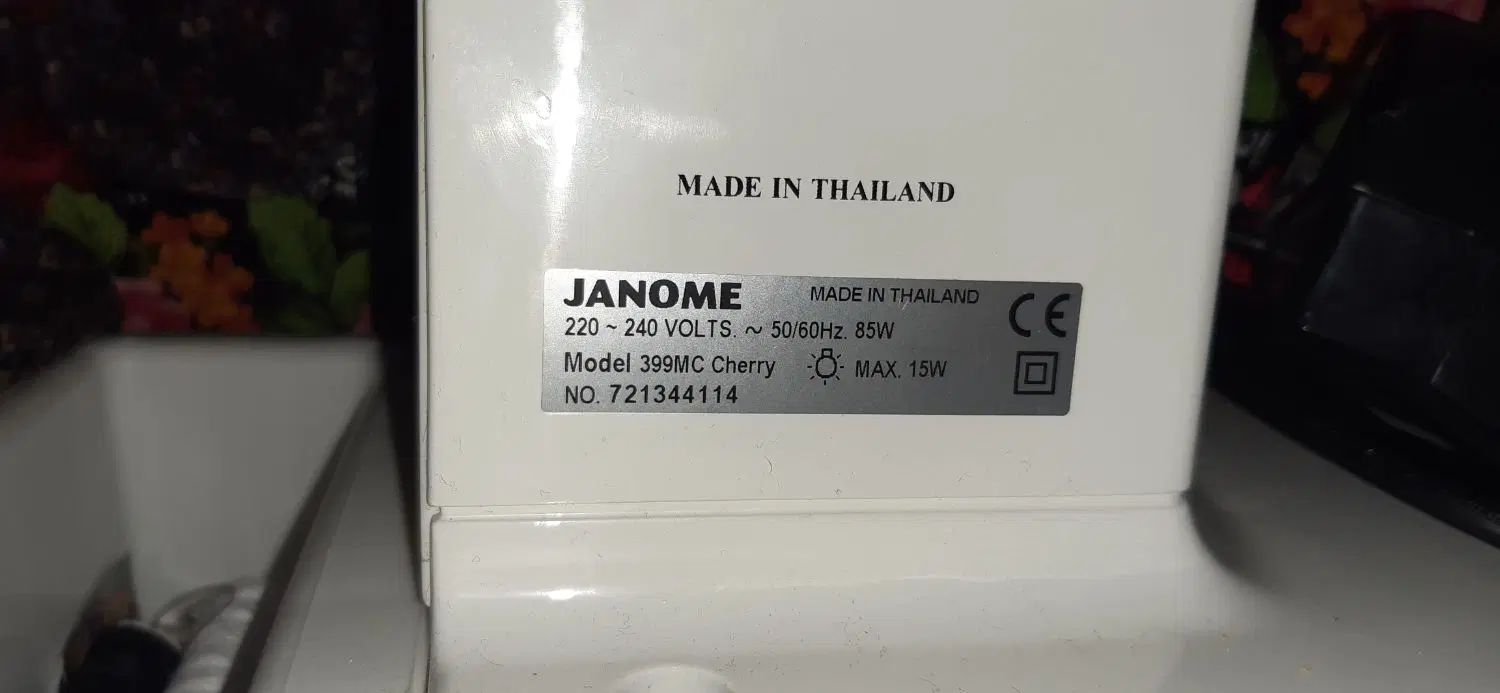 MADE IN THAILAND
JANOME MADE IN THAILAND CE
220 ~ 240 VOLTS. ~ 50/60Hz. 85W
Model 399MC Cherry MAX. 15W
NO. 721344114